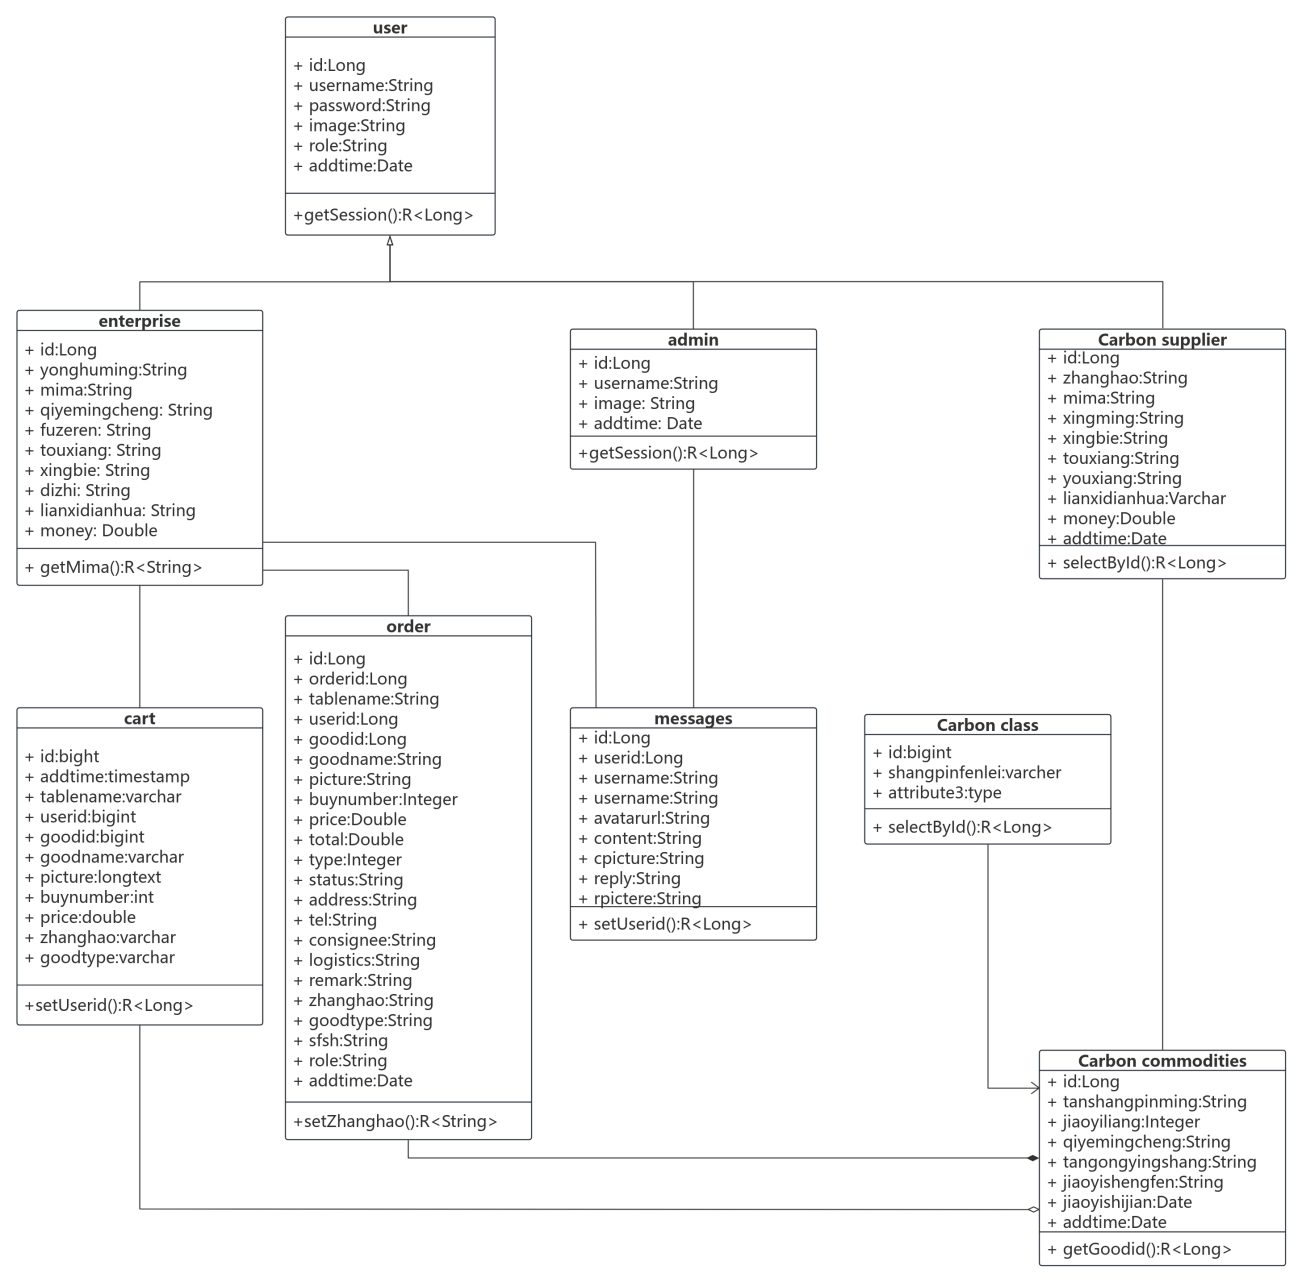 user
+ id:Long
+ username:String
+ password:String
+ image:String
+ role:String
+ addtime:Date
+getSession():R<Long>
enterprise
+ id:Long
+ yonghuming:String
+ mima:String
+ qiyemingcheng: String
+ fuzeren: String
+ touxiang: String
+ xingbie: String
+ dizhi: String
+ lianxidianhua: String
+ money: Double
+ getMima():R<String>
admin
+ id:Long
+ username:String
+ image: String
+ addtime: Date
+getSession():R<Long>
Carbon supplier
+ id:Long
+ zhanghao:String
+ mima:String
+ xingming:String
+ xingbie:String
+ touxiang:String
+ youxiang:String
+ lianxidianhua:Varchar
+ money:Double
+ addtime:Date
+ selectById():R<Long>
order
+ id:Long
+ orderid:Long
+ tablename:String
+ userid:Long
+ goodid:Long
+ goodname:String
+ picture:String
+ buynumber:Integer
+ price:Double
+ total:Double
+ type:Integer
+ status:String
+ address:String
+ tel:String
+ consignee:String
+ logistics:String
+ remark:String
+ zhanghao:String
+ goodtype:String
+ sfsh:String
+ role:String
+ addtime:Date
+setZhanghao():R<String>
cart
+ id:bight
+ addtime:timestamp
+ tablename:varchar
+ userid:bigint
+ goodid:bigint
+ goodname:varchar
+ picture:longtext
+ buynumber:int
+ price:double
+ zhanghao:varchar
+ goodtype:varchar
+setUserid():R<Long>
messages
+ id:Long
+ userid:Long
+ username:String
+ username:String
+ avatarurl:String
+ content:String
+ cpicture:String
+ reply:String
+ rpictere:String
+ setUserid():R<Long>
Carbon class
+ id:bigint
+ shangpinfenlei:varcher
+ attribute3:type
+ selectById():R<Long>
Carbon commodities
+ id:Long
+ tanshangpinming:String
+ jiaoyiliang:Integer
+ qiyemingcheng:String
+ tangongyingshang:String
+ jiaoyishengfen:String
+ jiaoyishijian:Date
+ addtime:Date
+ getGoodid():R<Long>